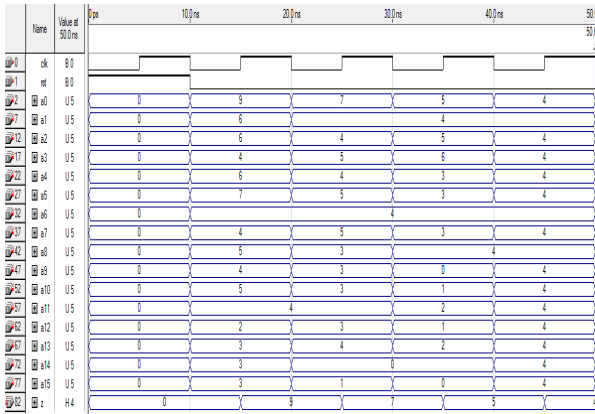 0 ps 10.0 ns 20.0 ns 30.0 ns 40.0 ns 50.
Name Value at 50.0 ns 50.
0 clk B 0
1 rst B 0
2 a0 U 5 0 9 7 5 4
7 a1 U 5 0 6 4
12 a2 U 5 0 6 4 5 4
17 a3 U 5 0 4 5 6 4
22 a4 U 5 0 6 4 3 4
27 a5 U 5 0 7 5 3 4
32 a6 U 5 0 4
37 a7 U 5 0 4 5 3 4
42 a8 U 5 0 5 3 4
47 a9 U 5 0 4 3 0 4
52 a10 U 5 0 5 3 1 4
57 a11 U 5 0 4 2 4
62 a12 U 5 0 2 3 1 4
67 a13 U 5 0 3 4 2 4
72 a14 U 5 0 3 0 4
77 a15 U 5 0 3 1 0 4
82 z H 4 0 9 7 5 4